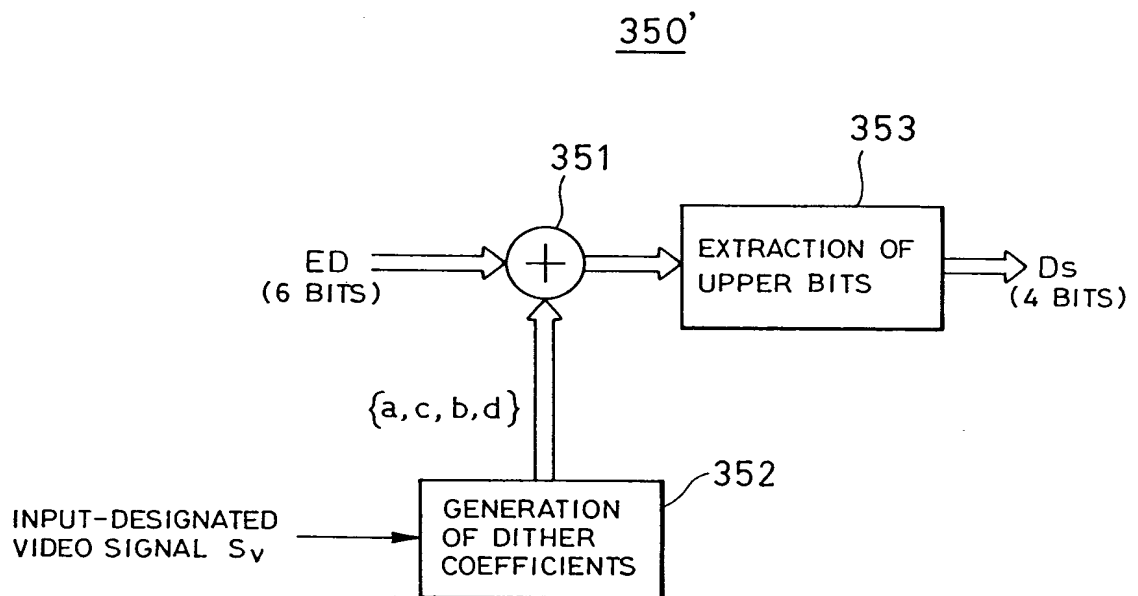 350'
353
351
ED
(6 BITS)
EXTRACTION OF
UPPER BITS
Ds
(4 BITS)
{a, c, b, d}
352
INPUT-DESIGNATED
VIDEO SIGNAL Sv
GENERATION
OF DITHER
COEFFICIENTS